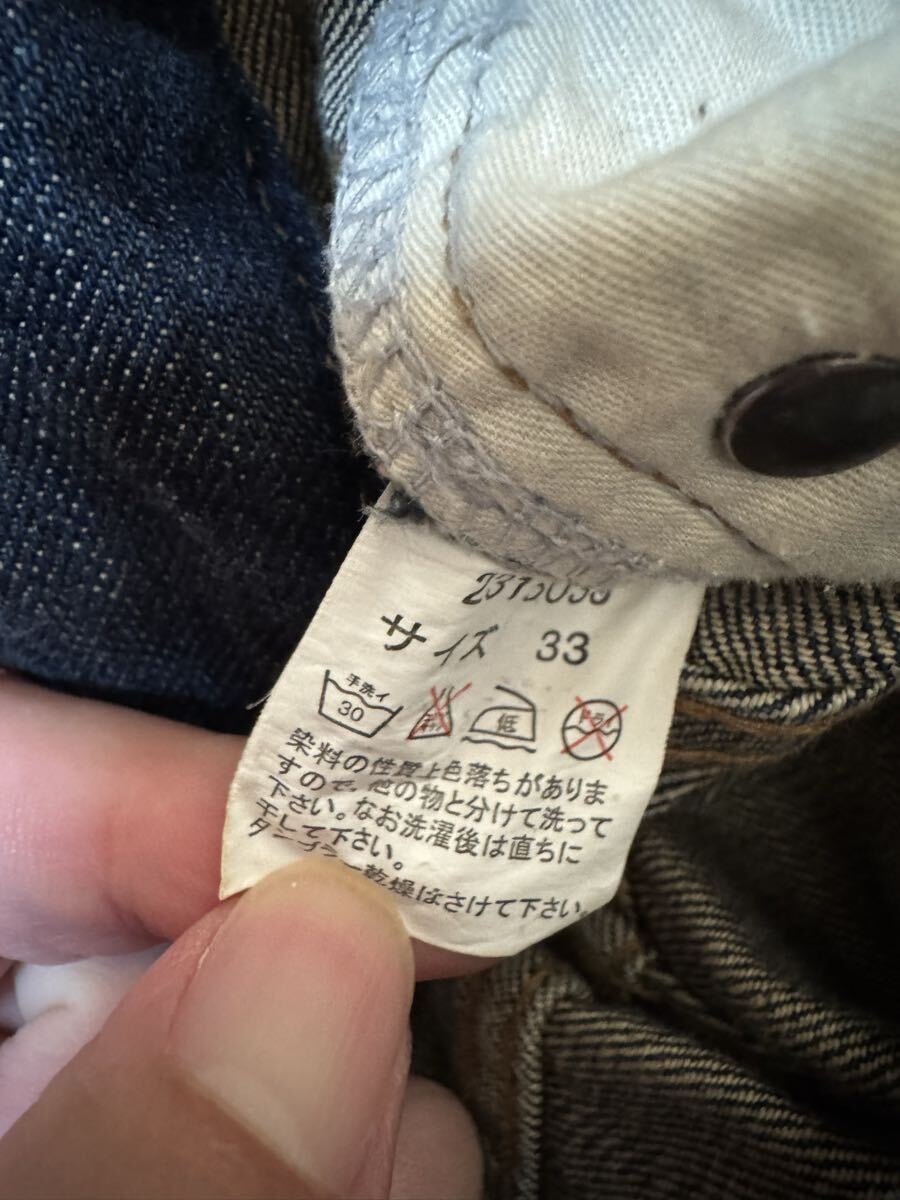 サイズ 33
手洗イ
30
低
ドライ
染料の性質上色落ちがありま
すので、他の物と分けて洗って
下さい。なお洗濯後は直ちに
干して下さい。
乾燥はさけて下さい。